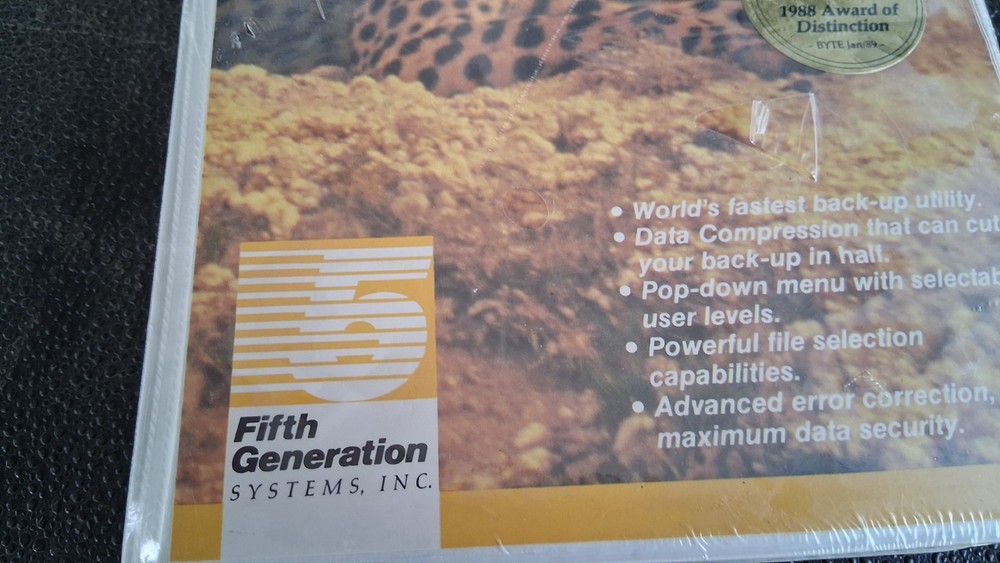 1988 Award of
Distinction
- BYTE Jan/89 -
• World's fastest back-up utility.
• Data Compression that can cut
your back-up in half.
• Pop-down menu with selectab
user levels.
• Powerful file selection
capabilities.
• Advanced error correction,
maximum data security.
5
Fifth
Generation
SYSTEMS, INC.